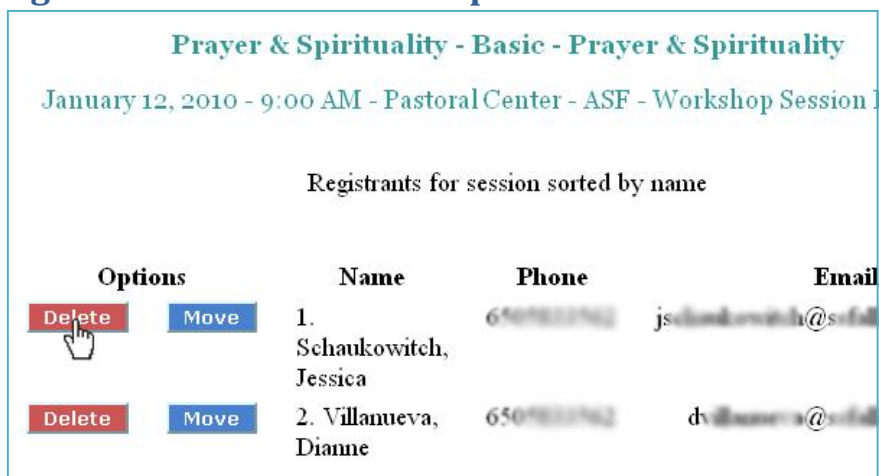 Prayer & Spirituality - Basic - Prayer & Spirituality
January 12, 2010 - 9:00 AM - Pastoral Center - ASF - Workshop Session
Registrants for session sorted by name
Options Name Phone Email
Delete Move 1.
Schaukowitch,
Jessica
Delete Move 2. Villanueva,
Dianne